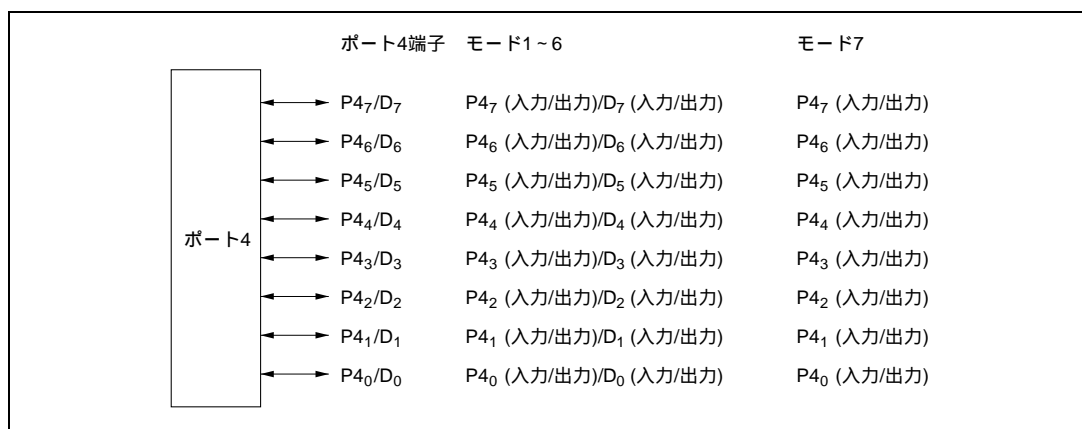 ポート4端子 モード1~6 モード7
P4₇/D₇ P4₇ (入力/出力)/D₇ (入力/出力) P4₇ (入力/出力)
P4₆/D₆ P4₆ (入力/出力)/D₆ (入力/出力) P4₆ (入力/出力)
P4₅/D₅ P4₅ (入力/出力)/D₅ (入力/出力) P4₅ (入力/出力)
P4₄/D₄ P4₄ (入力/出力)/D₄ (入力/出力) P4₄ (入力/出力)
ポート4
P4₃/D₃ P4₃ (入力/出力)/D₃ (入力/出力) P4₃ (入力/出力)
P4₂/D₂ P4₂ (入力/出力)/D₂ (入力/出力) P4₂ (入力/出力)
P4₁/D₁ P4₁ (入力/出力)/D₁ (入力/出力) P4₁ (入力/出力)
P4₀/D₀ P4₀ (入力/出力)/D₀ (入力/出力) P4₀ (入力/出力)